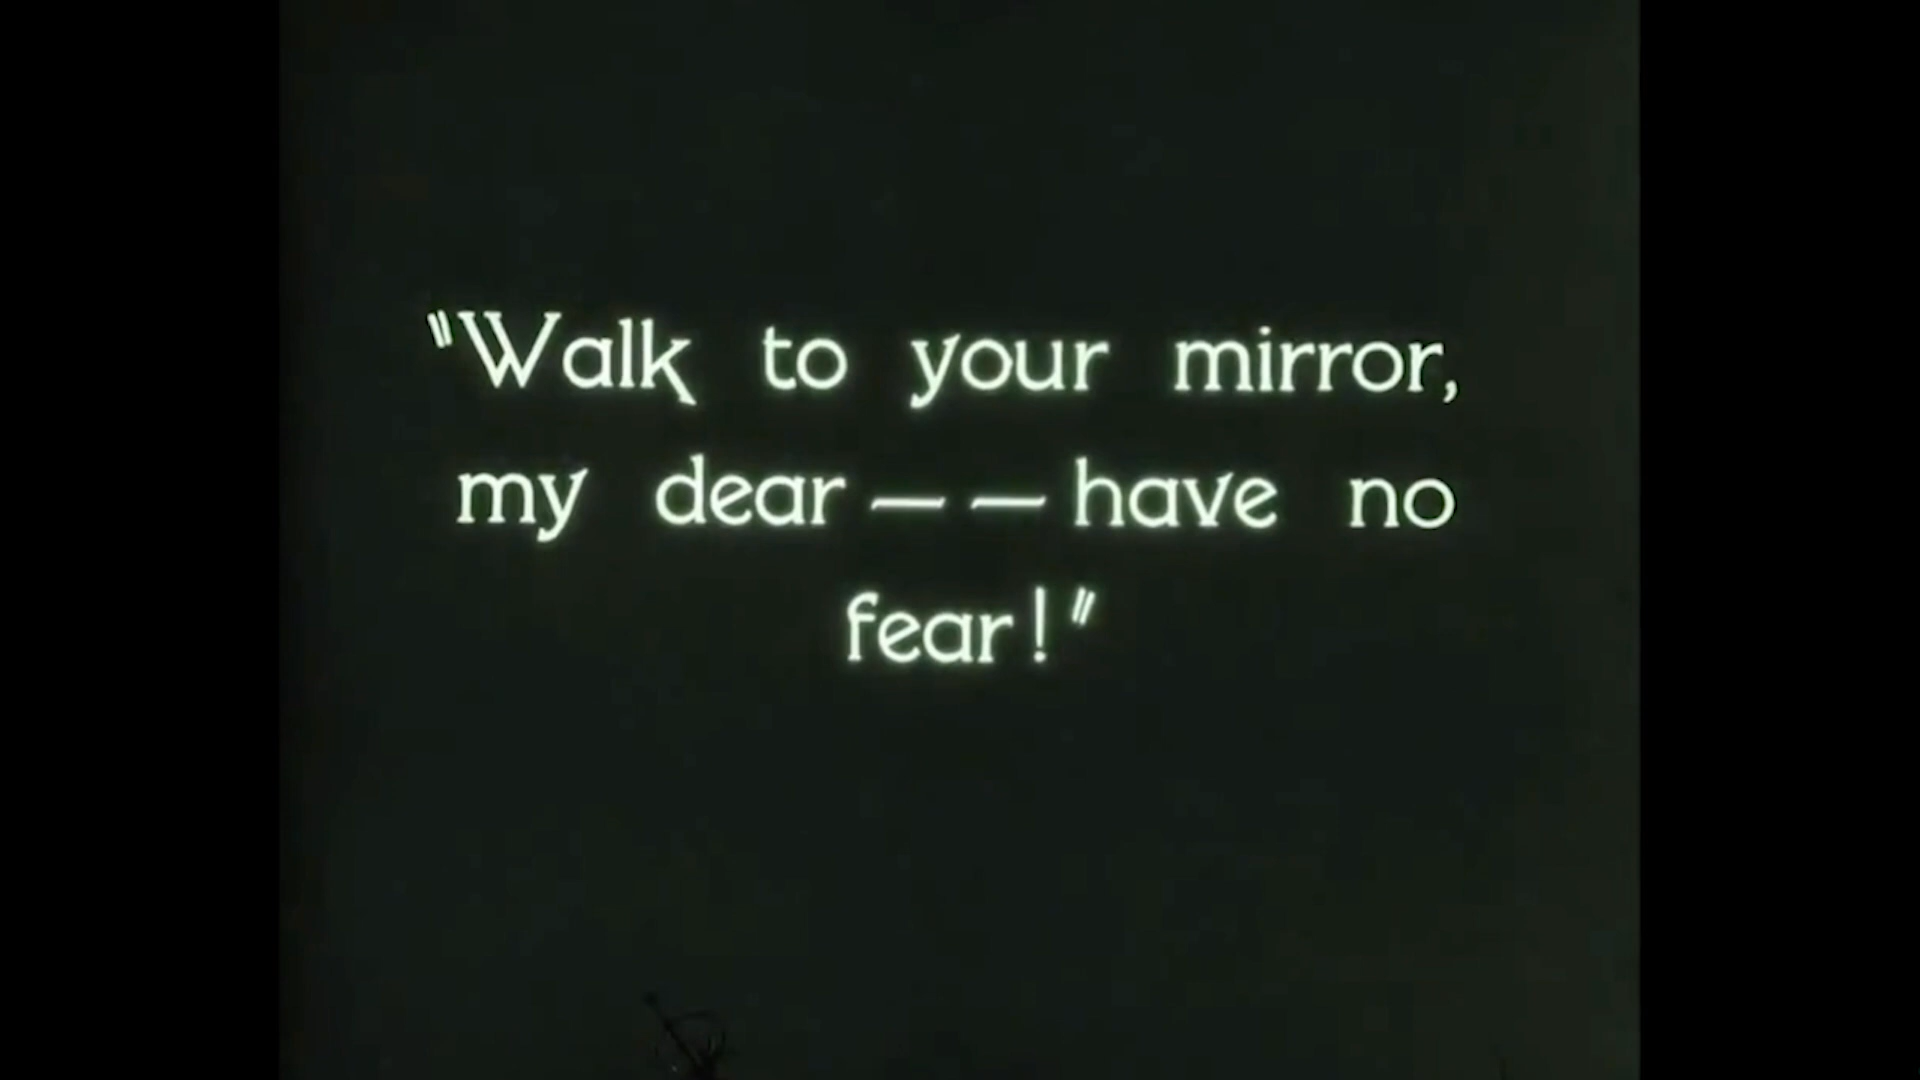 "Walk to your mirror,
my dear — — have no
fear!"